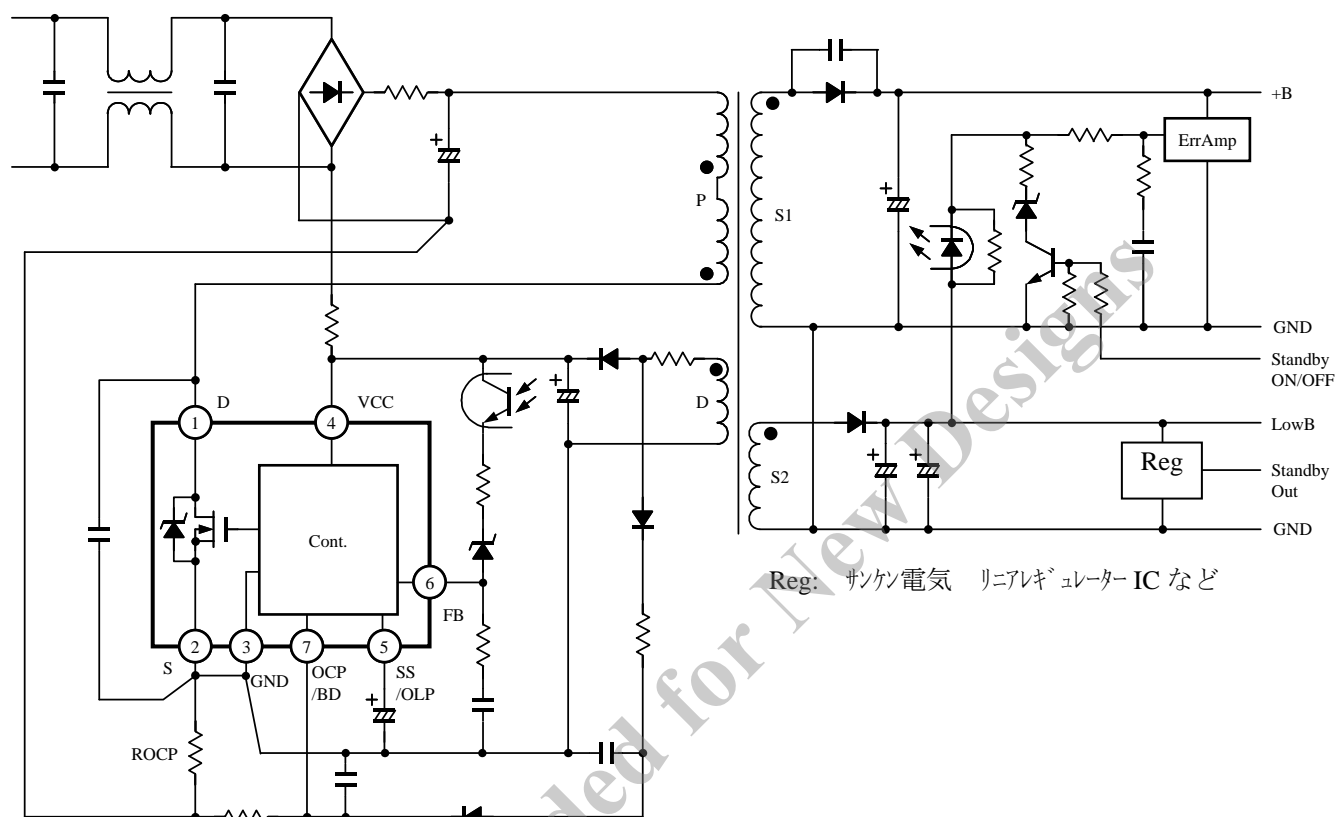 +B
ErrAmp
P
S1
GND
Standby
ON/OFF
D
VCC
D
1
4
LowB
Reg
S2
Standby
Out
Cont.
GND
6
FB
Reg: サンケン電気 リニアレギュレーター IC など
2
3
7
5
S
GND
OCP
/BD
SS
/OLP
ROCP
ded for New Designs